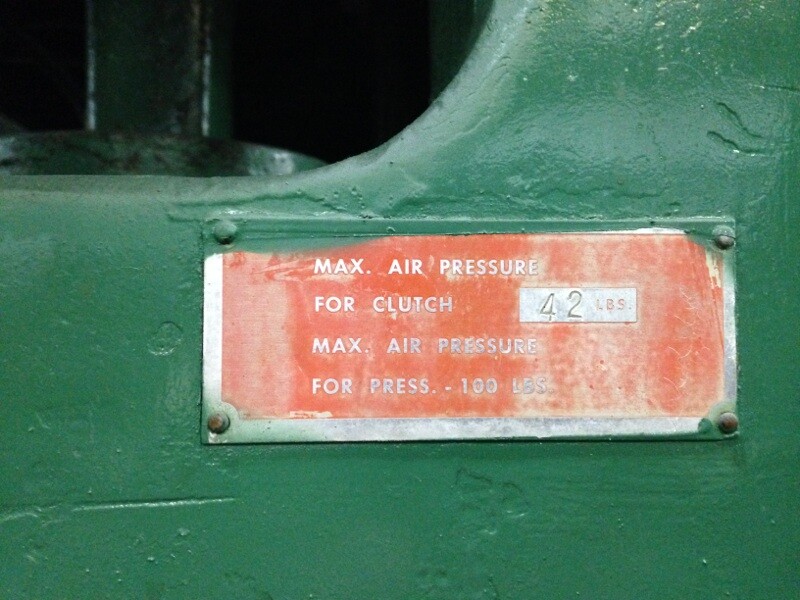 MAX. AIR PRESSURE
FOR CLUTCH 42 LBS.
MAX. AIR PRESSURE
FOR PRESS. - 100 LBS